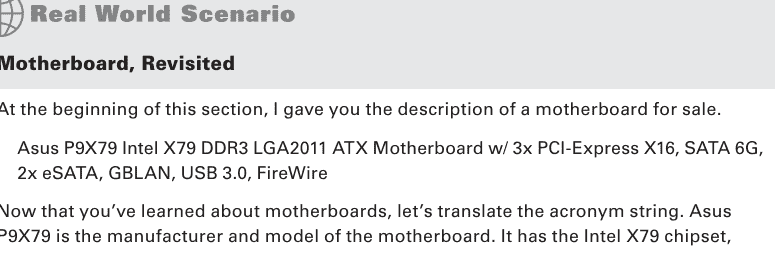 Real World Scenario
Motherboard, Revisited
At the beginning of this section, I gave you the description of a motherboard for sale.
Asus P9X79 Intel X79 DDR3 LGA2011 ATX Motherboard w/ 3x PCI-Express X16, SATA 6G,
2x eSATA, GBLAN, USB 3.0, FireWire
Now that you’ve learned about motherboards, let’s translate the acronym string. Asus
P9X79 is the manufacturer and model of the motherboard. It has the Intel X79 chipset,